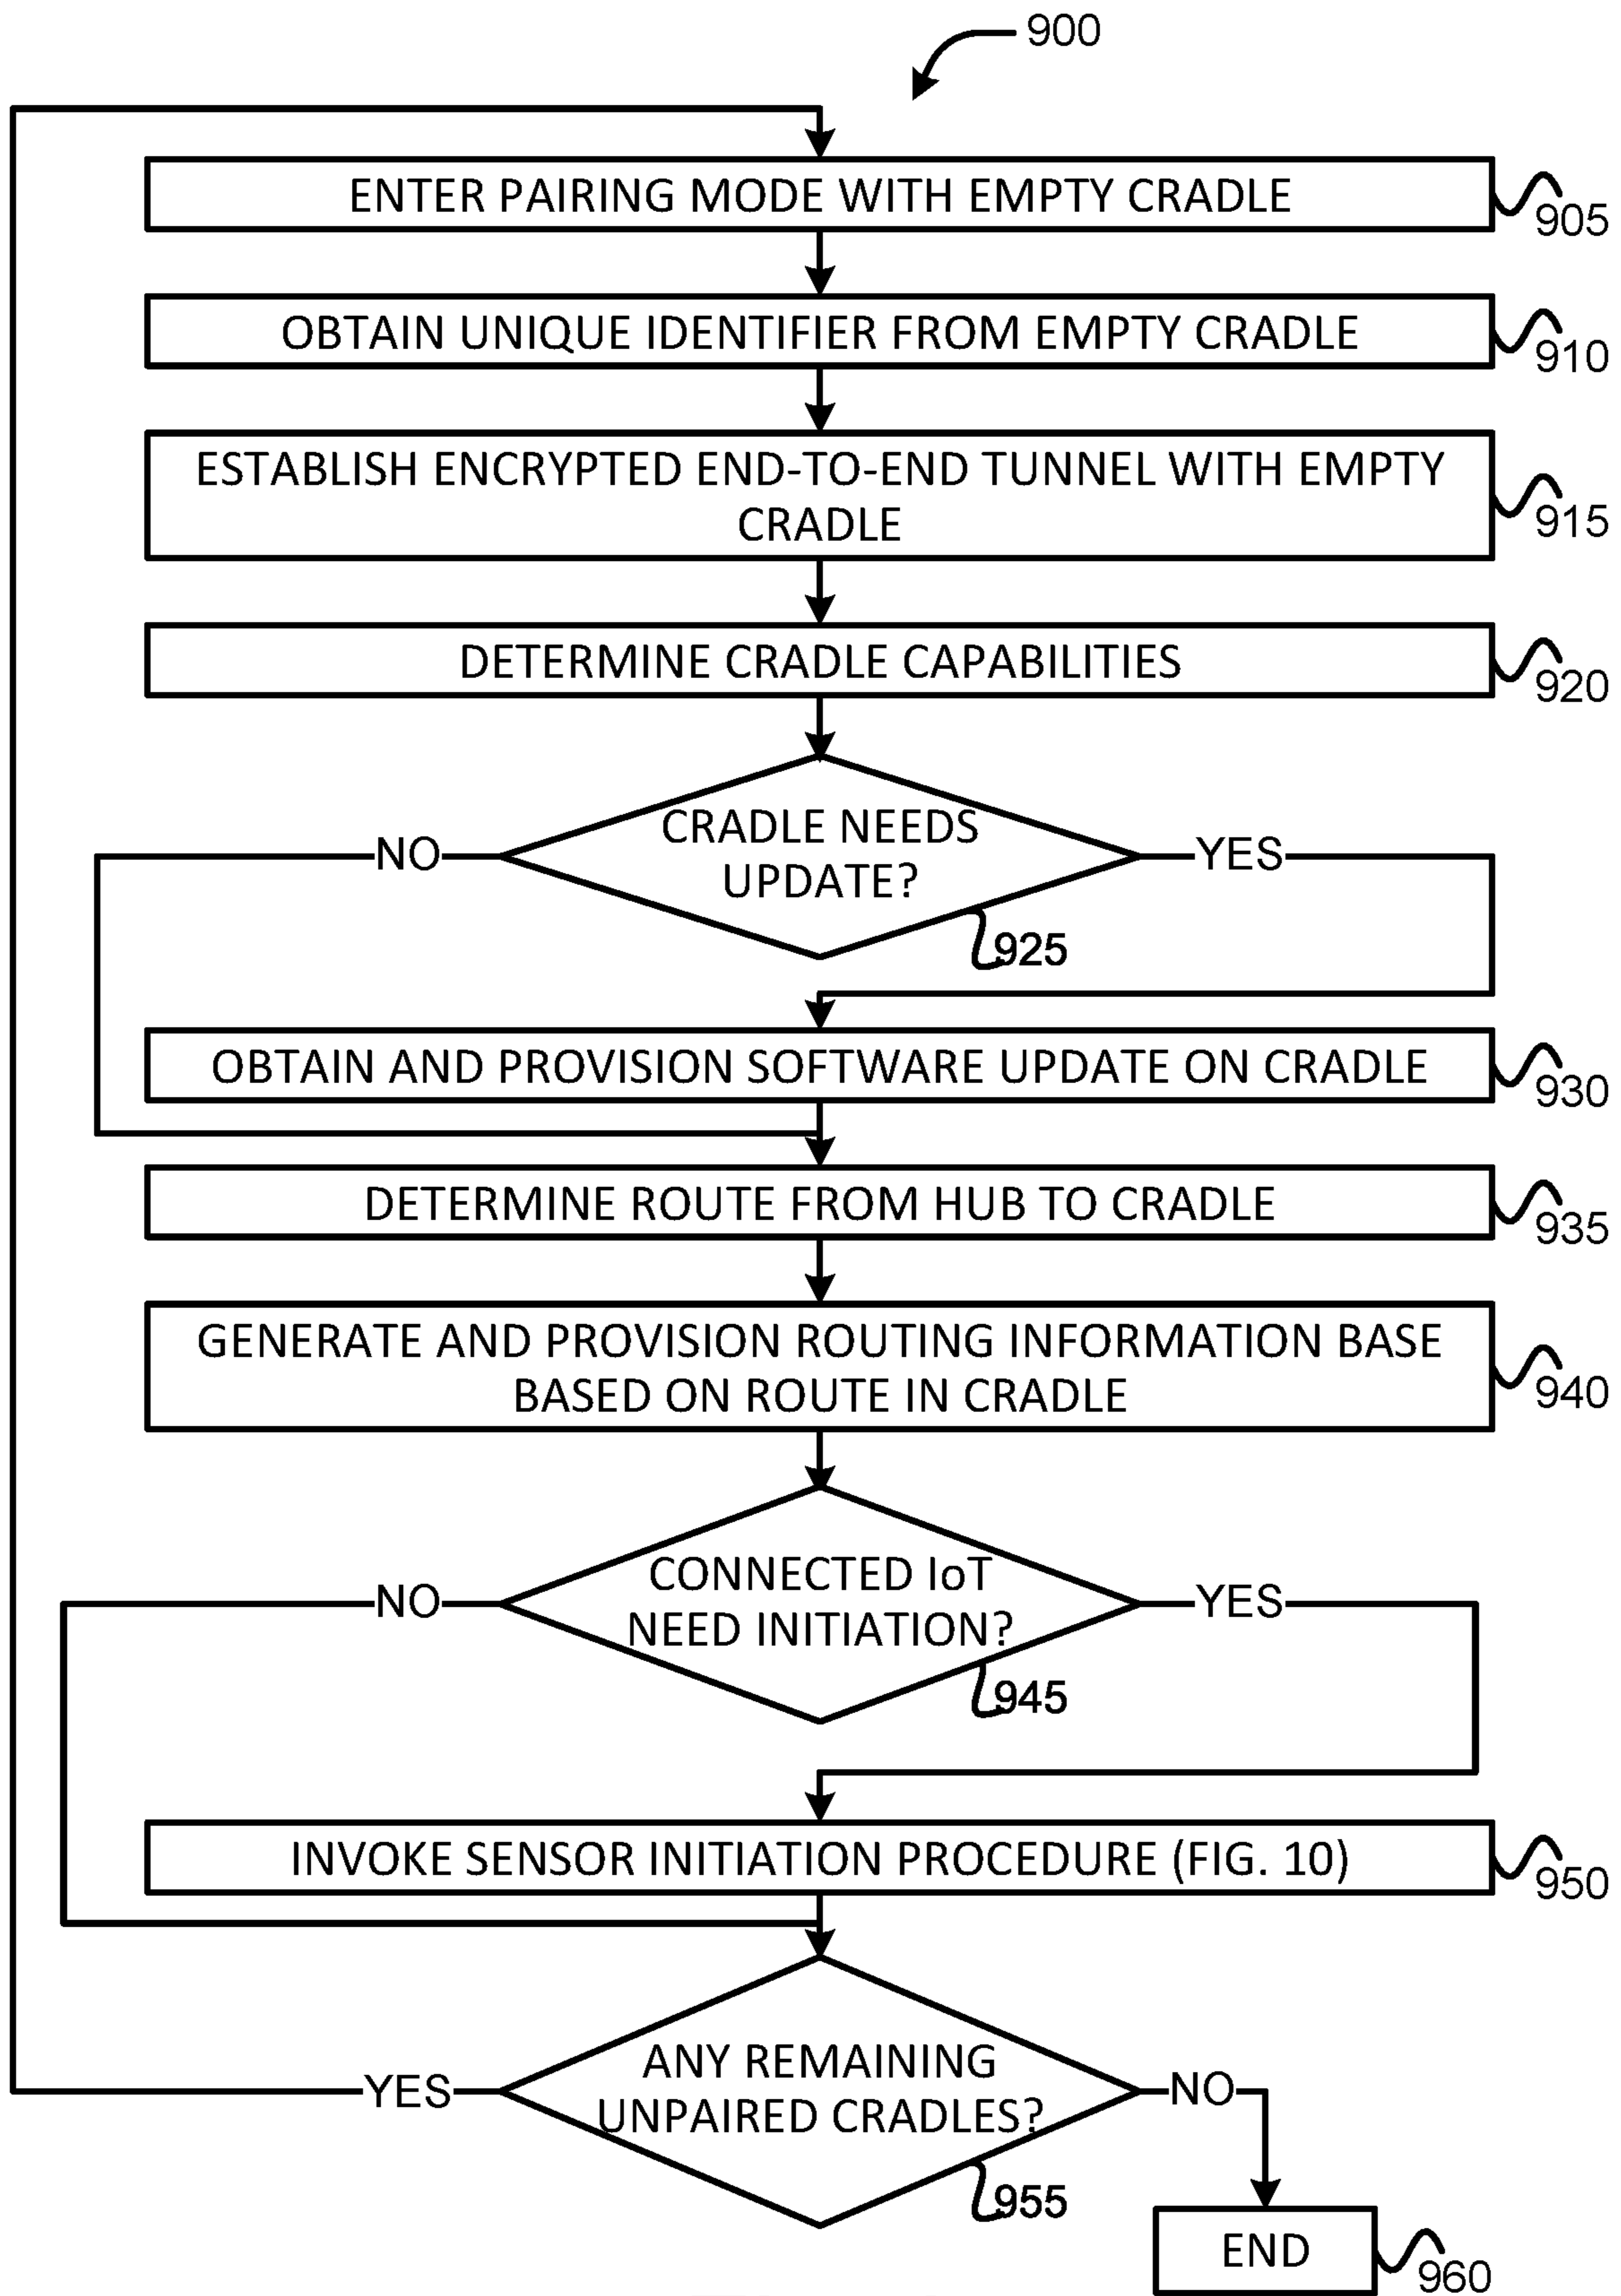 900
ENTER PAIRING MODE WITH EMPTY CRADLE
905
OBTAIN UNIQUE IDENTIFIER FROM EMPTY CRADLE
910
ESTABLISH ENCRYPTED END-TO-END TUNNEL WITH EMPTY
CRADLE
915
DETERMINE CRADLE CAPABILITIES
920
CRADLE NEEDS
UPDATE?
NO
YES
925
OBTAIN AND PROVISION SOFTWARE UPDATE ON CRADLE
930
DETERMINE ROUTE FROM HUB TO CRADLE
935
GENERATE AND PROVISION ROUTING INFORMATION BASE
BASED ON ROUTE IN CRADLE
940
CONNECTED IoT
NEED INITIATION?
NO
YES
945
INVOKE SENSOR INITIATION PROCEDURE (FIG. 10)
950
ANY REMAINING
UNPAIRED CRADLES?
YES
NO
955
END
960